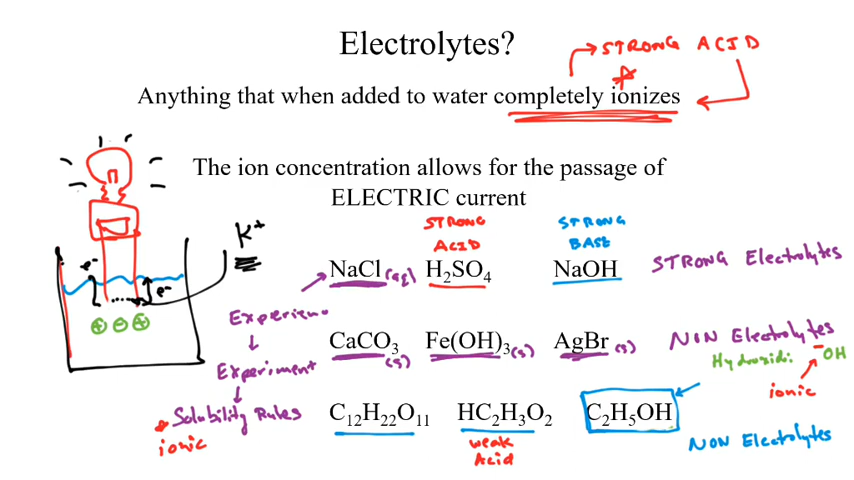 Electrolytes?
STRONG ACID
Anything that when added to water completely ionizes
The ion concentration allows for the passage of
ELECTRIC current
K+
STRONG ACID
STRONG BASE
e-
e-
NaCl(aq) H₂SO₄ NaOH STRONG Electrolytes
Experienc
CaCO₃(s) Fe(OH)₃(s) AgBr(s) NON Electrolytes
+ - +
Hydroxidi -OH
Experiment
ionic
Solubility Rules C₁₂H₂₂O₁₁ HC₂H₃O₂ C₂H₅OH
ionic
weak Acid
NON Electrolytes